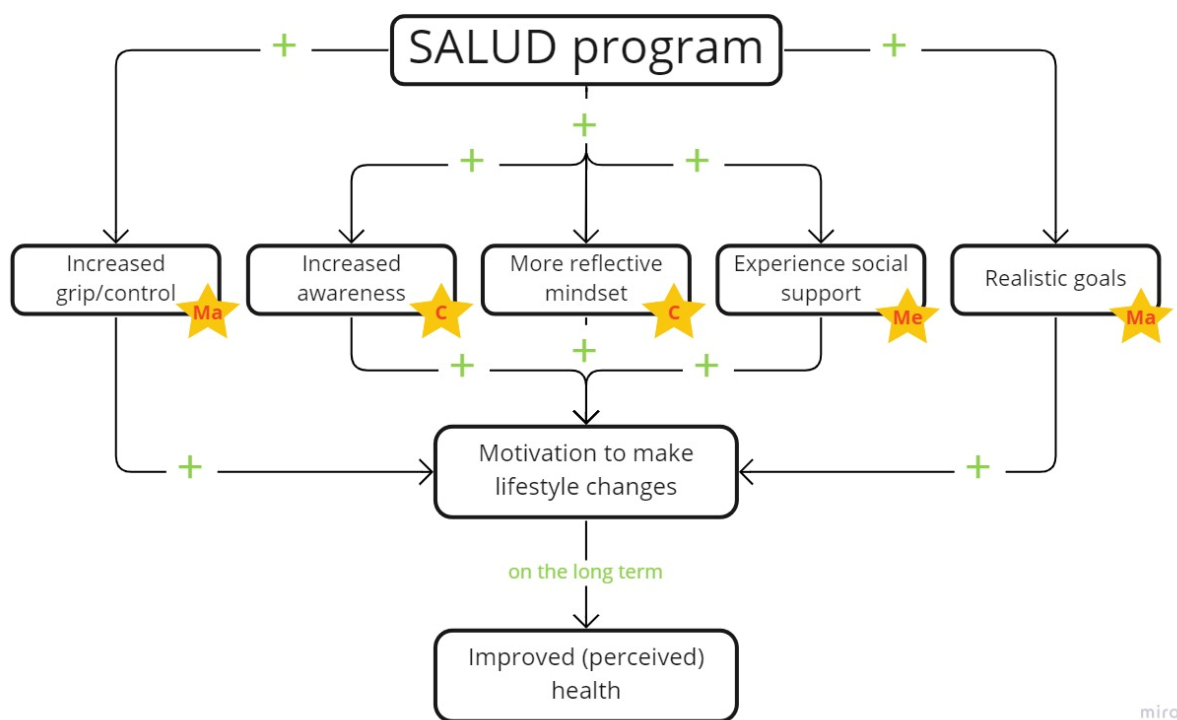 SALUD program
+
+
+
+
+
Increased
grip/control
Ma
Increased
awareness
C
More reflective
mindset
C
Experience social
support
Me
Realistic goals
Ma
+
+
+
Motivation to make
lifestyle changes
+
+
on the long term
Improved (perceived)
health
miro